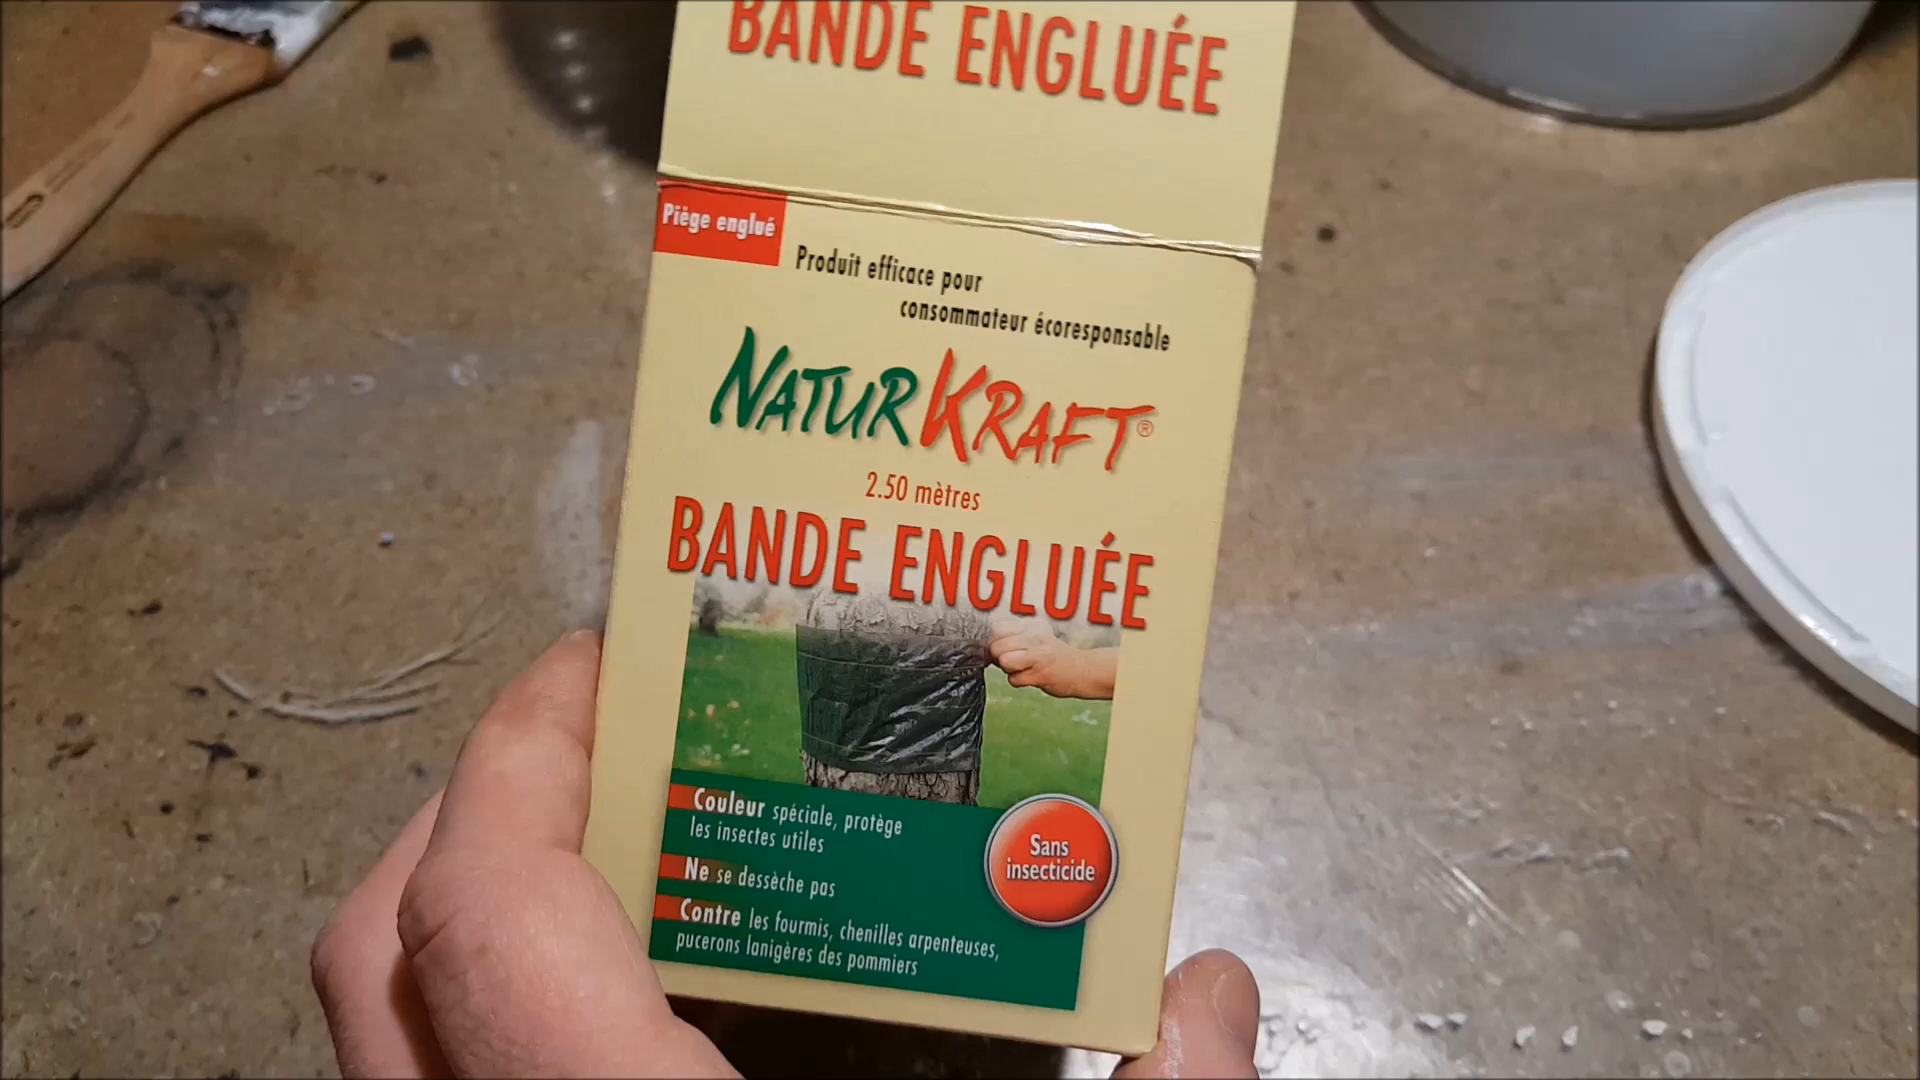 BANDE ENGLUÉE
Piège englué
Produit efficace pour
consommateur écoresponsable
NATURKRAFT®
2.50 mètres
BANDE ENGLUÉE
Couleur spéciale, protège
les insectes utiles
Ne se dessèche pas
Contre les fourmis, chenilles arpenteuses,
pucerons lanigères des pommiers
Sans
insecticide